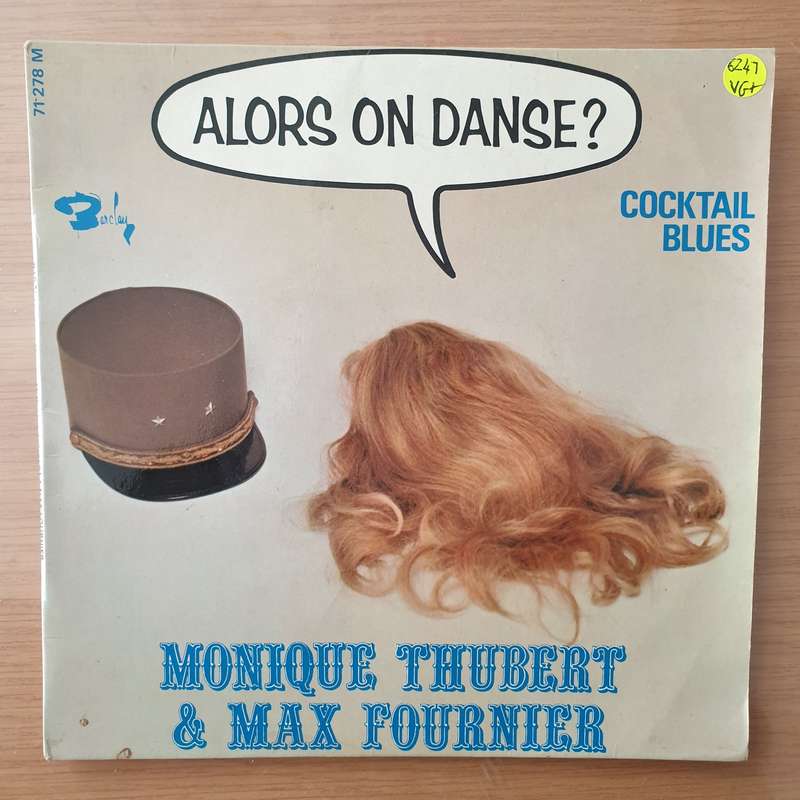 71-278 M
ALORS ON DANSE?
6247
VG+
Barclay
COCKTAIL
BLUES
MONIQUE THUBERT
& MAX FOURNIER